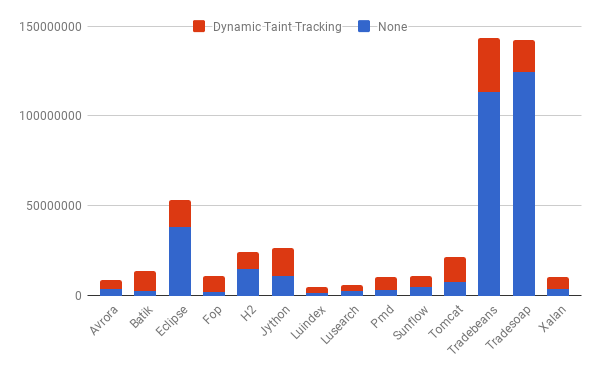 Dynamic Taint Tracking
None
150000000
100000000
50000000
0
Avrora
Batik
Eclipse
Fop
H2
Jython
Luindex
Lusearch
Pmd
Sunflow
Tomcat
Tradebeans
Tradesoap
Xalan